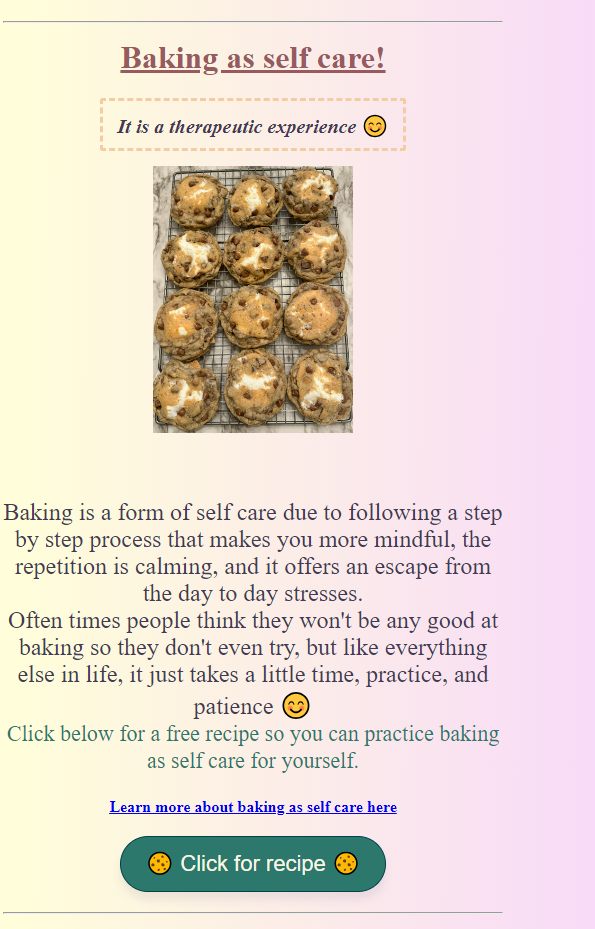 Baking as self care!
It is a therapeutic experience 😊
Baking is a form of self care due to following a step
by step process that makes you more mindful, the
repetition is calming, and it offers an escape from
the day to day stresses.
Often times people think they won't be any good at
baking so they don't even try, but like everything
else in life, it just takes a little time, practice, and
patience 😊
Click below for a free recipe so you can practice baking
as self care for yourself.
Learn more about baking as self care here
🍪 Click for recipe 🍪